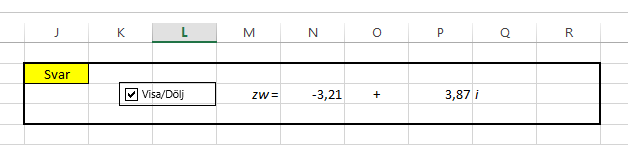 J K L M N O P Q R
Svar
Visa/Dölj zw = -3,21 + 3,87 i